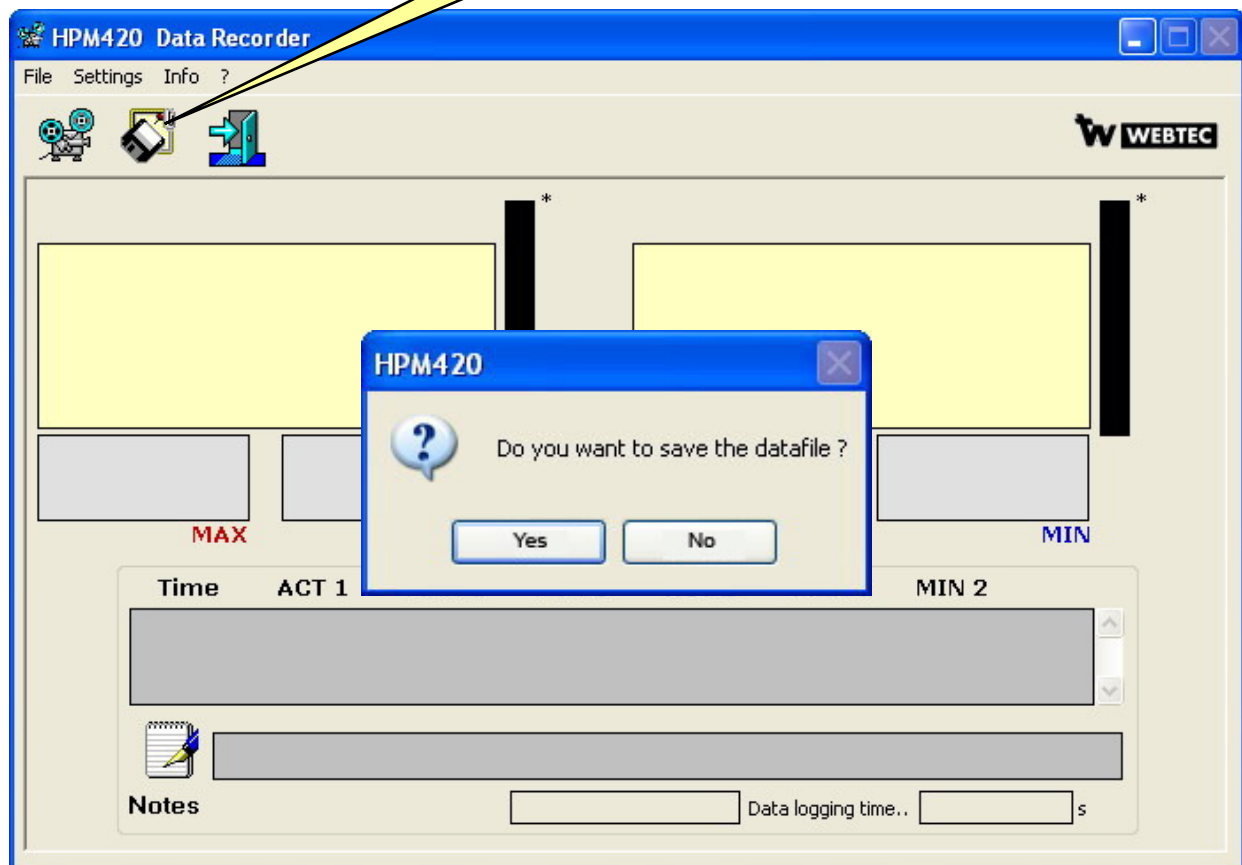 HPM420 Data Recorder
File Settings Info ?
WEBTEC
* *
HPM420
Do you want to save the datafile ?
Yes No
MAX MIN
Time ACT 1 MIN 2
Notes Data logging time.. s